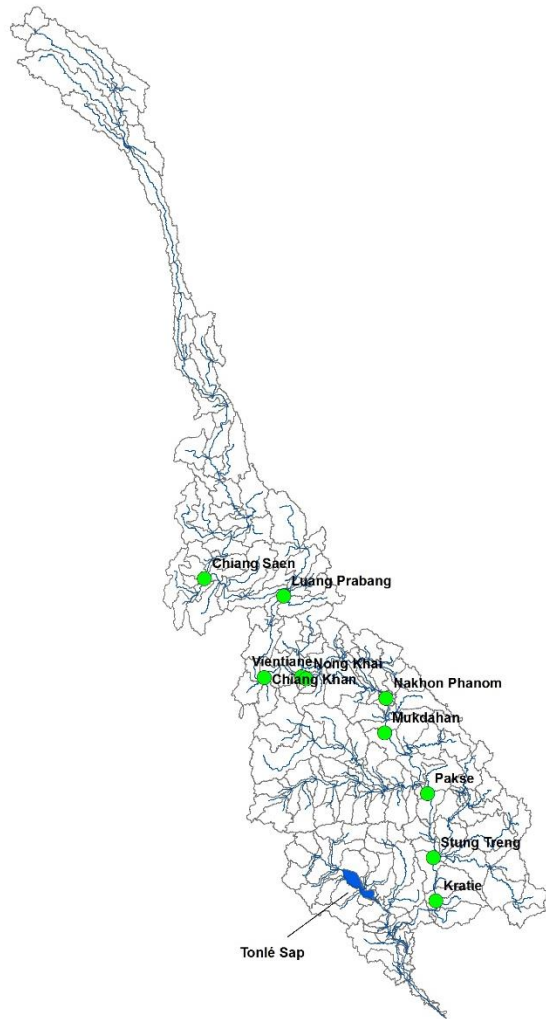 Chiang Saen
Luang Prabang
Vientiane
Nong Khai
Chiang Khan
Nakhon Phanom
Mukdahan
Pakse
Stung Treng
Kratie
Tonlé Sap